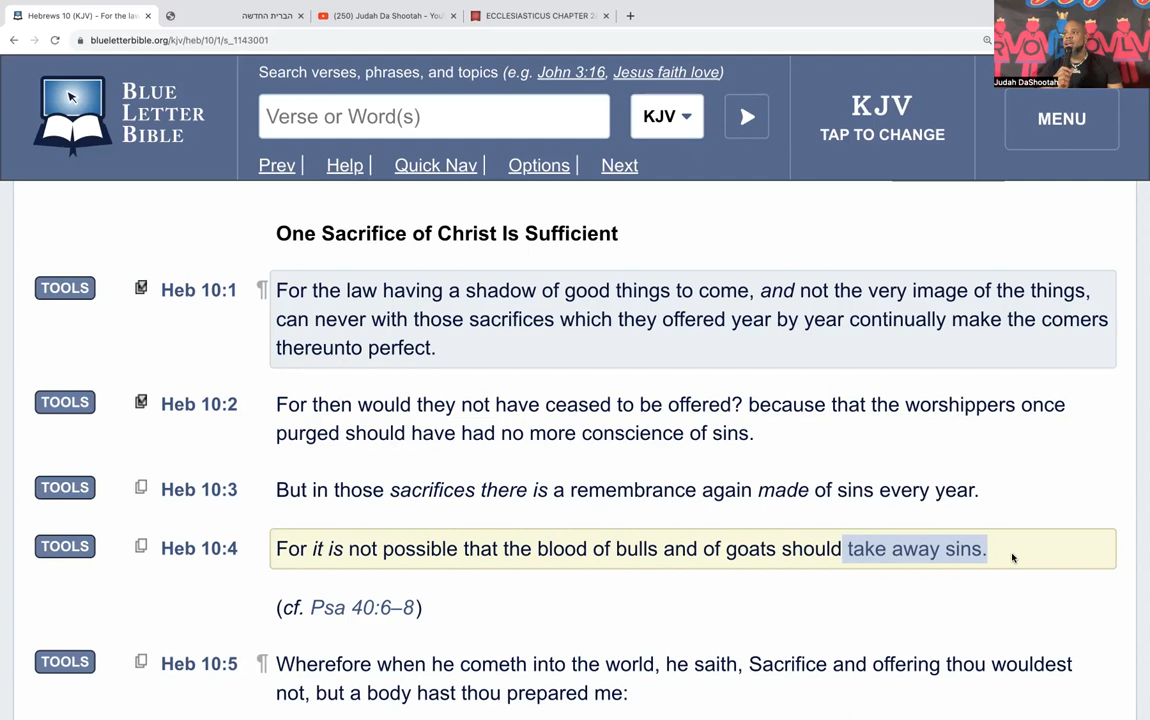 Hebrews 10 (KJV) - For the la
הברית החדשה
(250) Judah Da Shootah - You
ECCLESIASTICUS CHAPTER 2
blueletterbible.org/kjv/heb/10/1/s_1143001
Judah DaShootah
BLUE
LETTER
BIBLE
Search verses, phrases, and topics (e.g. John 3:16, Jesus faith love)
Verse or Word(s)
KJV
KJV
TAP TO CHANGE
MENU
Prev | Help | Quick Nav | Options | Next
One Sacrifice of Christ Is Sufficient
TOOLS Heb 10:1 ¶ For the law having a shadow of good things to come, and not the very image of the things,
can never with those sacrifices which they offered year by year continually make the comers
thereunto perfect.
TOOLS Heb 10:2 For then would they not have ceased to be offered? because that the worshippers once
purged should have had no more conscience of sins.
TOOLS Heb 10:3 But in those sacrifices there is a remembrance again made of sins every year.
TOOLS Heb 10:4 For it is not possible that the blood of bulls and of goats should take away sins.
(cf. Psa 40:6–8)
TOOLS Heb 10:5 ¶ Wherefore when he cometh into the world, he saith, Sacrifice and offering thou wouldest
not, but a body hast thou prepared me: